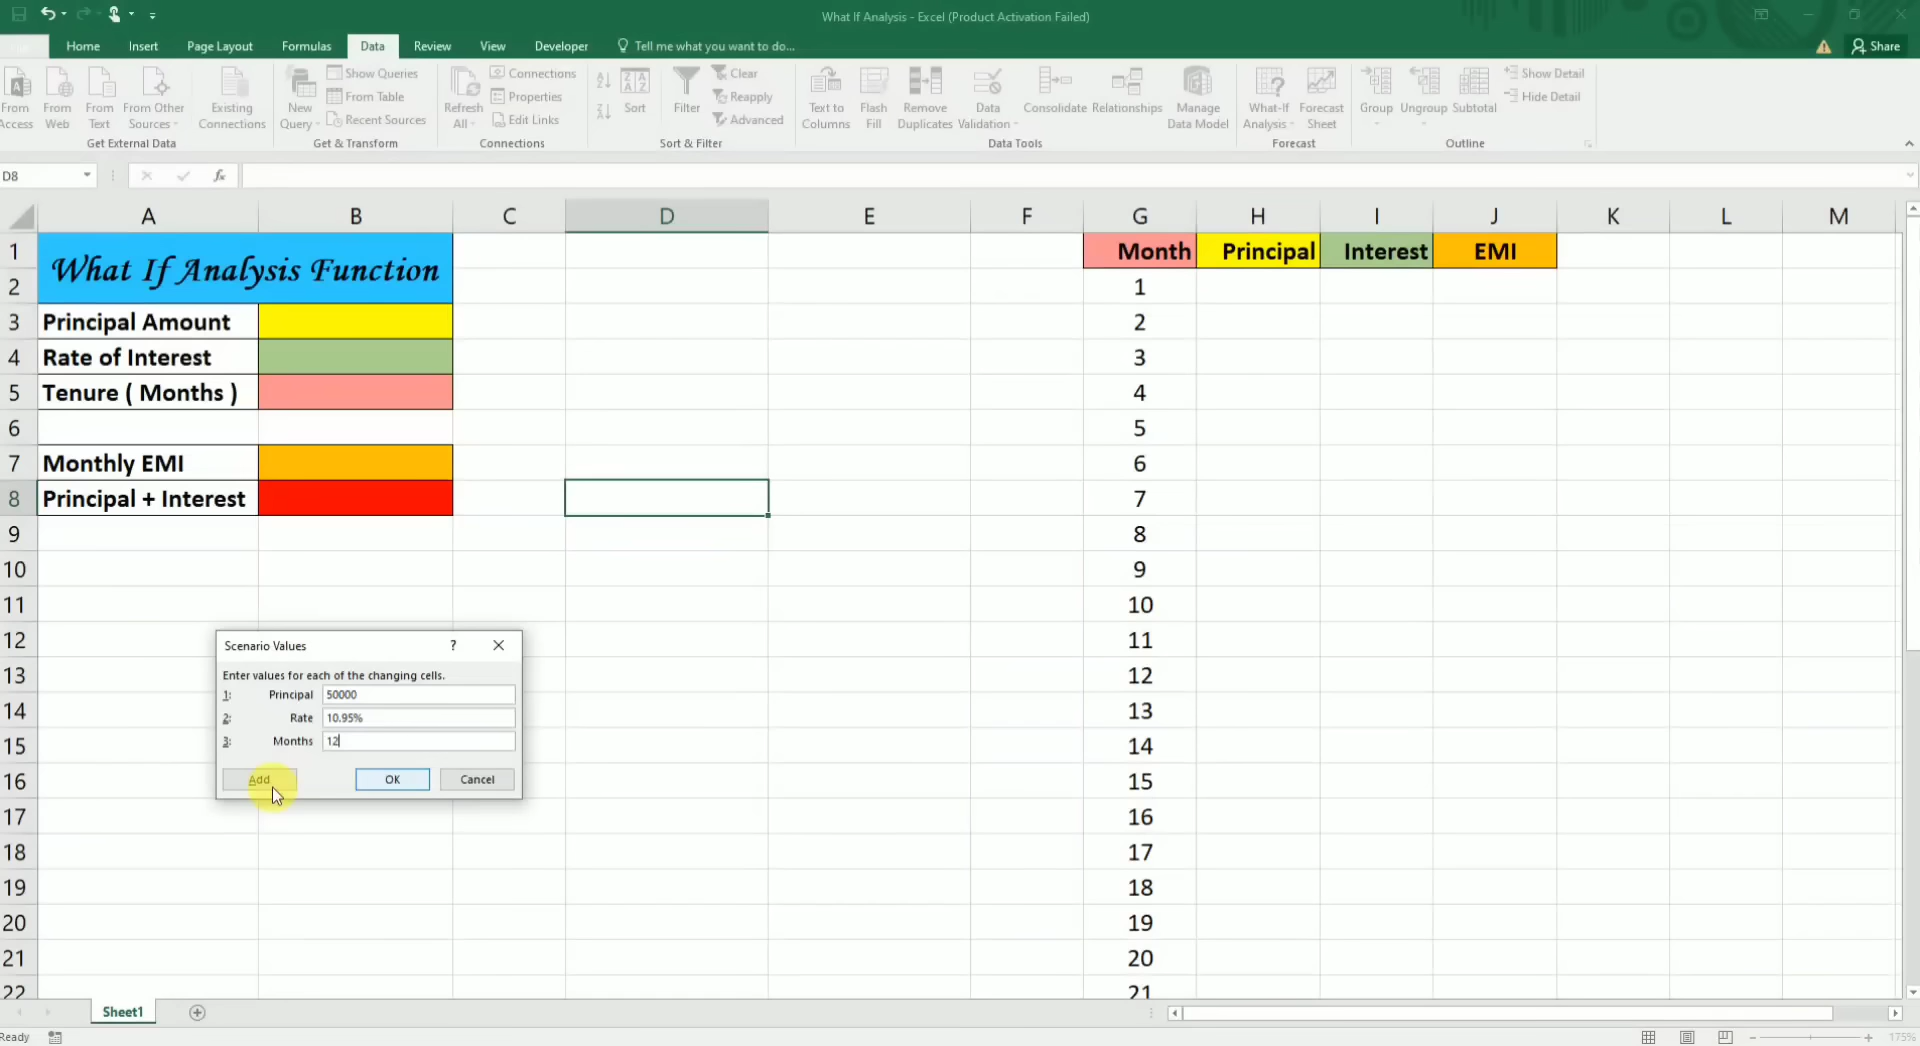 What If Analysis - Excel (Product Activation Failed)
Home Insert Page Layout Formulas Data Review View Developer Tell me what you want to do... Share
From Access
From Web
From Text
From Other Sources
Existing Connections
Get External Data
New Query
Show Queries
From Table
Recent Sources
Get & Transform
Refresh All
Connections
Properties
Edit Links
Connections
Sort
Filter
Clear
Reapply
Advanced
Sort & Filter
Text to Columns
Flash Fill
Remove Duplicates
Data Validation
Consolidate
Relationships
Manage Data Model
Data Tools
What-If Analysis
Forecast Sheet
Forecast
Group
Ungroup
Subtotal
Show Detail
Hide Detail
Outline
D8 fx
A B C D E F G H I J K L M
1 What If Analysis Function Month Principal Interest EMI
2 1
3 Principal Amount 2
4 Rate of Interest 3
5 Tenure ( Months ) 4
6 5
7 Monthly EMI 6
8 Principal + Interest 7
9 8
10 9
11 10
12 11
13 12
14 13
15 14
16 15
17 16
18 17
19 18
20 19
21 20
22 21
Scenario Values ?
Enter values for each of the changing cells.
1: Principal 50000
2: Rate 10.95%
3: Months 12
Add OK Cancel
Sheet1
Ready 175%